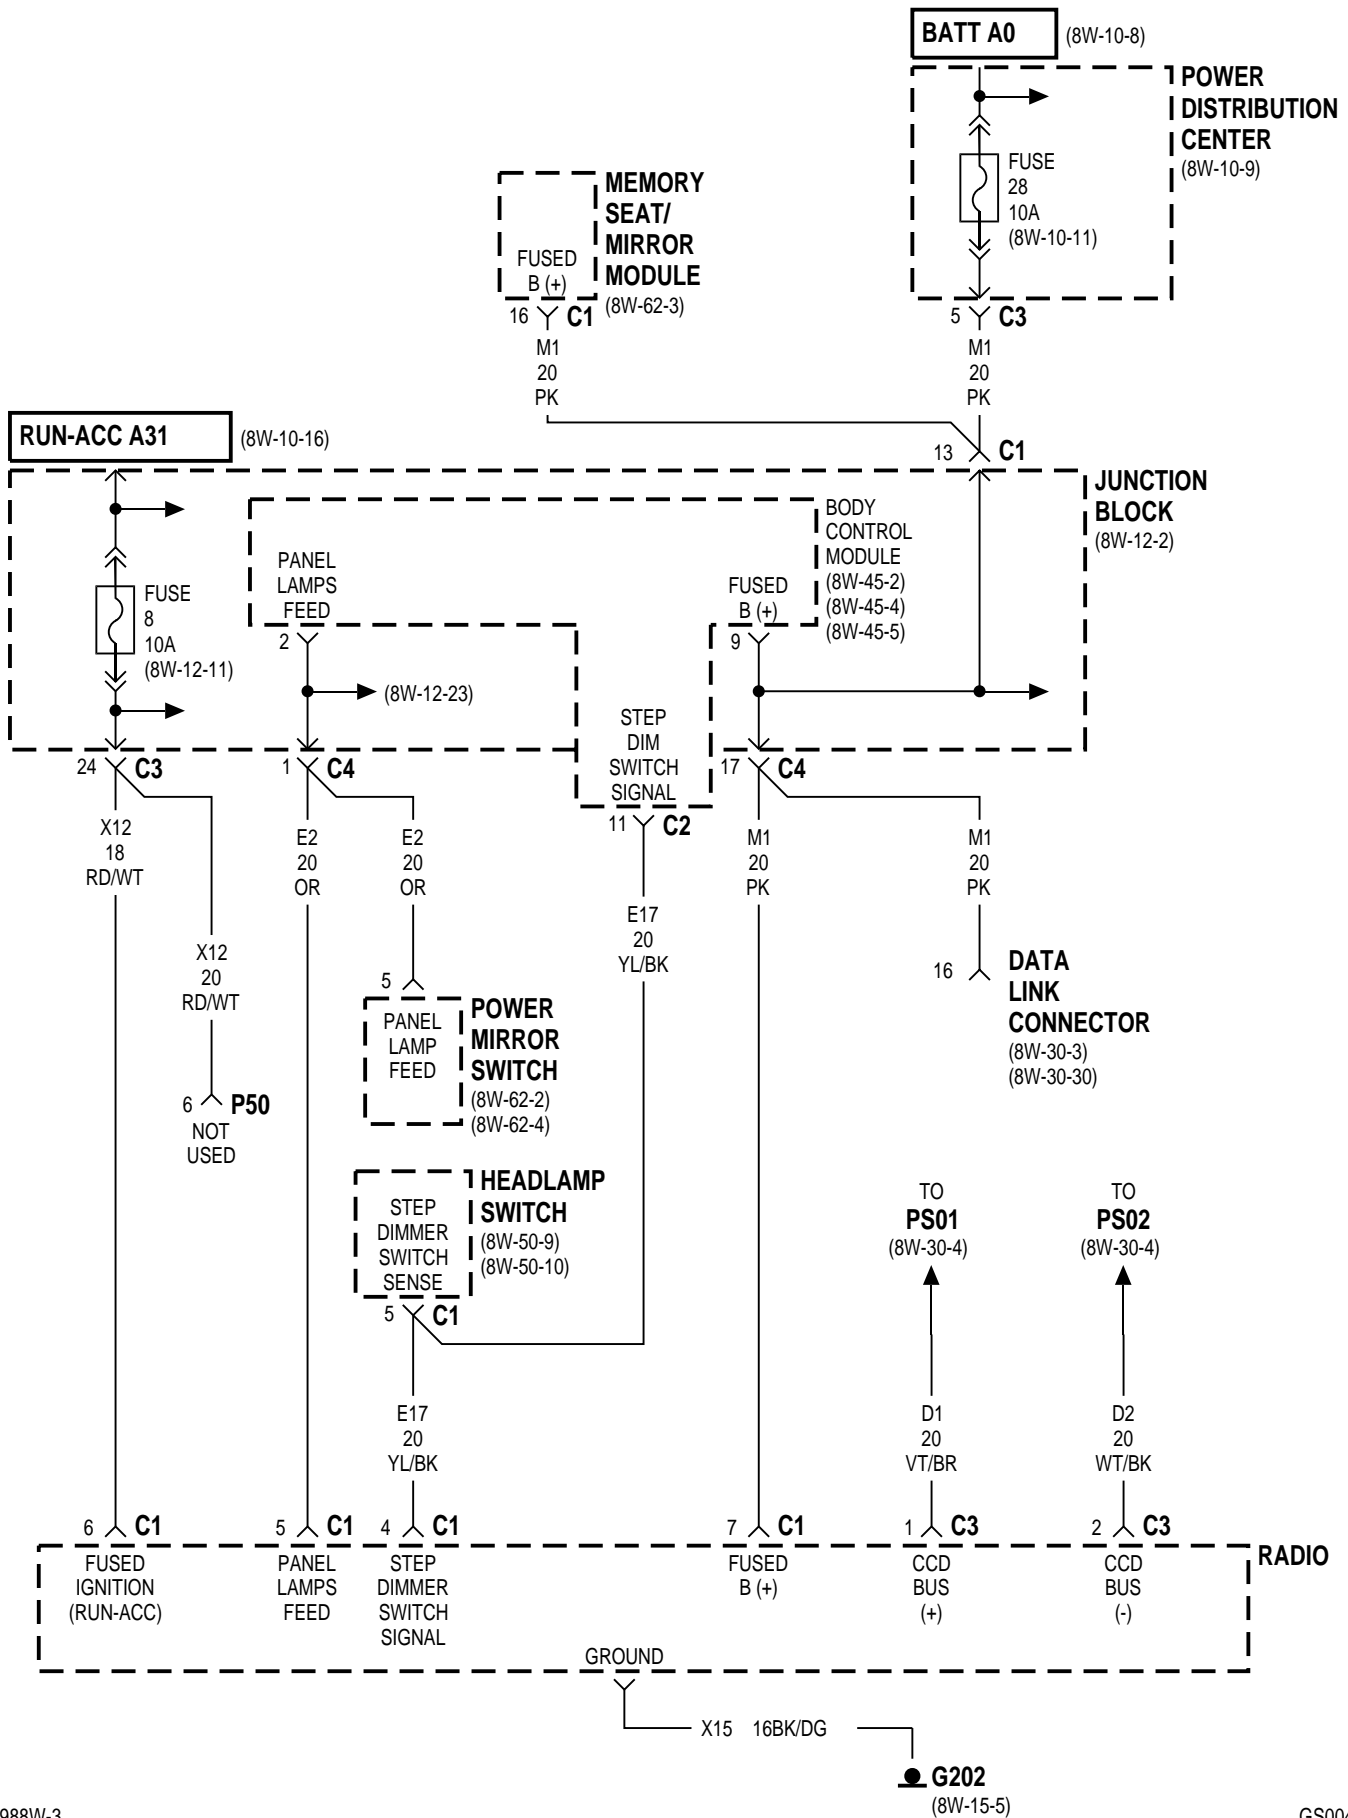 BATT A0
(8W-10-8)
POWER
DISTRIBUTION
CENTER
(8W-10-9)
FUSE
28
10A
(8W-10-11)
5
C3
M1
20
PK
MEMORY
SEAT/
MIRROR
MODULE
(8W-62-3)
FUSED
B (+)
16
C1
M1
20
PK
RUN-ACC A31
(8W-10-16)
13
C1
JUNCTION
BLOCK
(8W-12-2)
FUSE
8
10A
(8W-12-11)
PANEL
LAMPS
FEED
2
(8W-12-23)
FUSED
B (+)
9
BODY
CONTROL
MODULE
(8W-45-2)
(8W-45-4)
(8W-45-5)
STEP
DIM
SWITCH
SIGNAL
24
C3
1
C4
11
C2
17
C4
X12
18
RD/WT
X12
20
RD/WT
E2
20
OR
E2
20
OR
E17
20
YL/BK
M1
20
PK
M1
20
PK
6
P50
NOT
USED
5
PANEL
LAMP
FEED
POWER
MIRROR
SWITCH
(8W-62-2)
(8W-62-4)
16
DATA
LINK
CONNECTOR
(8W-30-3)
(8W-30-30)
STEP
DIMMER
SWITCH
SENSE
HEADLAMP
SWITCH
(8W-50-9)
(8W-50-10)
5
C1
TO
PS01
(8W-30-4)
TO
PS02
(8W-30-4)
E17
20
YL/BK
D1
20
VT/BR
D2
20
WT/BK
6
C1
5
C1
4
C1
7
C1
1
C3
2
C3
RADIO
FUSED
IGNITION
(RUN-ACC)
PANEL
LAMPS
FEED
STEP
DIMMER
SWITCH
SIGNAL
FUSED
B (+)
CCD
BUS
(+)
CCD
BUS
(-)
GROUND
X15 16BK/DG
G202
(8W-15-5)